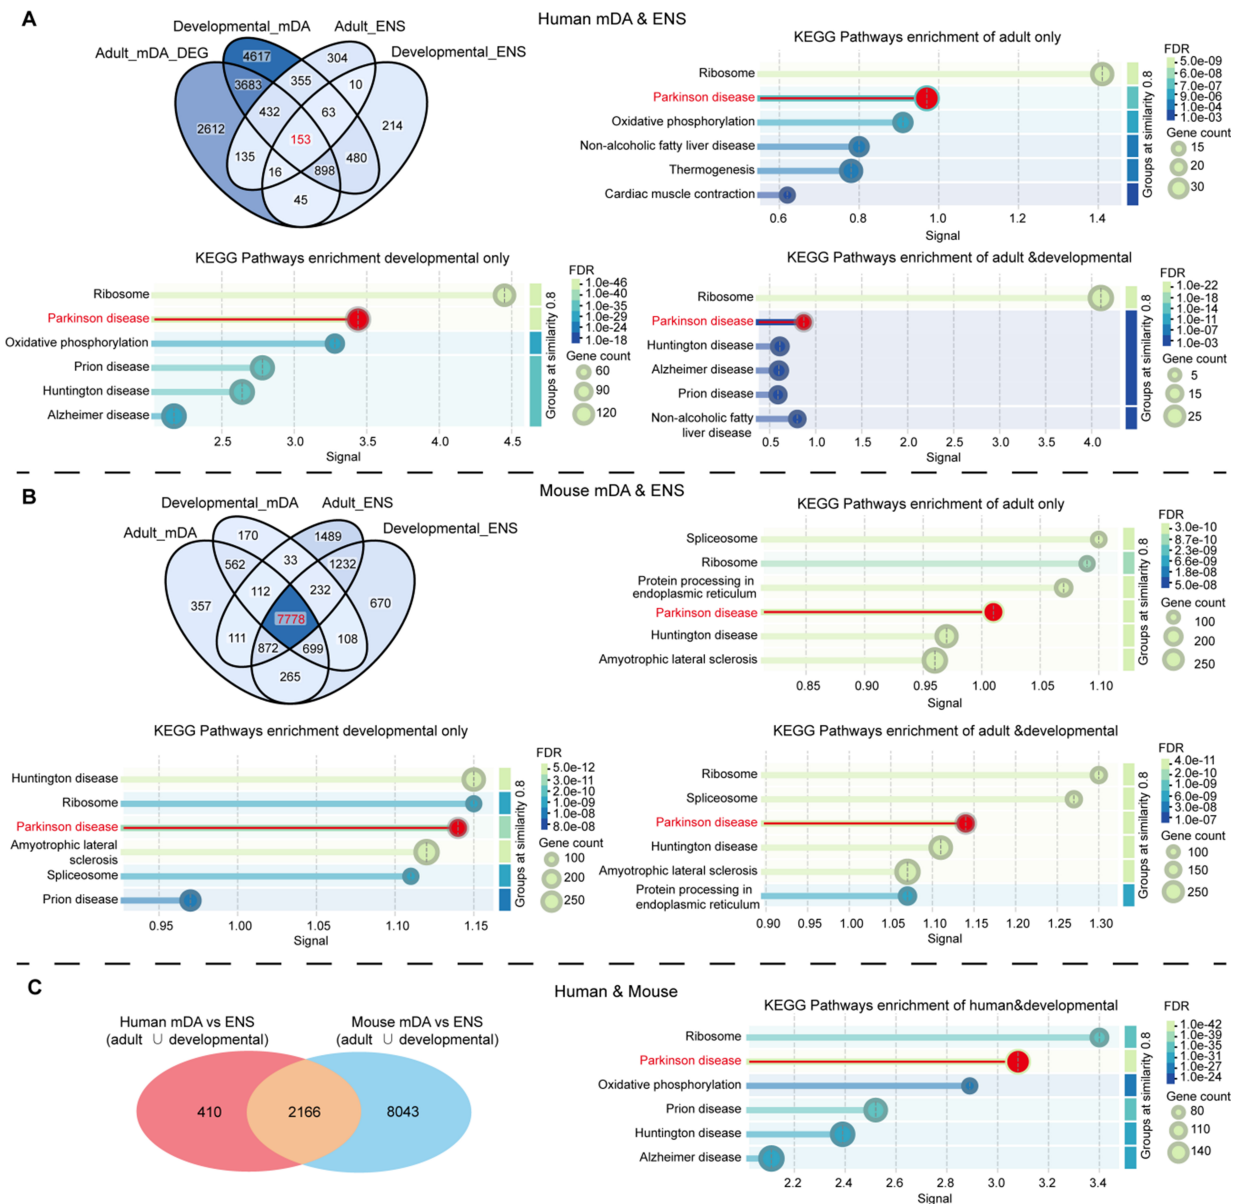 A
Human mDA & ENS
Developmental_mDA
Adult_ENS
Adult_mDA_DEG
Developmental_ENS
4617
304
3683
355
10
432
63
2612
214
153
135
480
16
898
45
KEGG Pathways enrichment of adult only
Ribosome
Parkinson disease
Oxidative phosphorylation
Non-alcoholic fatty liver disease
Thermogenesis
Cardiac muscle contraction
0.6 0.8 1.0 1.2 1.4
Signal
Groups at similarity 0.8
FDR
5.0e-09
6.0e-08
7.0e-07
9.0e-06
1.0e-04
1.0e-03
Gene count
15
20
30
KEGG Pathways enrichment developmental only
Ribosome
Parkinson disease
Oxidative phosphorylation
Prion disease
Huntington disease
Alzheimer disease
2.5 3.0 3.5 4.0 4.5
Signal
Groups at similarity 0.8
FDR
1.0e-46
1.0e-40
1.0e-35
1.0e-29
1.0e-24
1.0e-18
Gene count
60
90
120
KEGG Pathways enrichment of adult &developmental
Ribosome
Parkinson disease
Huntington disease
Alzheimer disease
Prion disease
Non-alcoholic fatty
liver disease
0.5 1.0 1.5 2.0 2.5 3.0 3.5 4.0
Signal
Groups at similarity 0.8
FDR
1.0e-22
1.0e-18
1.0e-14
1.0e-11
1.0e-07
1.0e-03
Gene count
5
15
25
B
Mouse mDA & ENS
Developmental_mDA
Adult_ENS
Adult_mDA
Developmental_ENS
170
1489
562
33
1232
112
232
357
670
7778
111
108
872
699
265
KEGG Pathways enrichment of adult only
Spliceosome
Ribosome
Protein processing in
endoplasmic reticulum
Parkinson disease
Huntington disease
Amyotrophic lateral sclerosis
0.85 0.90 0.95 1.00 1.05 1.10
Signal
Groups at similarity 0.8
FDR
3.0e-10
8.7e-10
2.3e-09
6.6e-09
1.8e-08
5.0e-08
Gene count
100
200
250
KEGG Pathways enrichment developmental only
Huntington disease
Ribosome
Parkinson disease
Amyotrophic lateral
sclerosis
Spliceosome
Prion disease
0.95 1.00 1.05 1.10 1.15
Signal
Groups at similarity 0.8
FDR
5.0e-12
3.0e-11
2.0e-10
1.0e-09
1.0e-08
8.0e-08
Gene count
100
200
250
KEGG Pathways enrichment of adult &developmental
Ribosome
Spliceosome
Parkinson disease
Huntington disease
Amyotrophic lateral sclerosis
Protein processing in
endoplasmic reticulum
0.90 0.95 1.00 1.05 1.10 1.15 1.20 1.25 1.30
Signal
Groups at similarity 0.8
FDR
4.0e-11
2.0e-10
1.0e-09
6.0e-09
3.0e-08
1.0e-07
Gene count
100
150
250
C
Human & Mouse
Human mDA vs ENS
(adult ∪ developmental)
Mouse mDA vs ENS
(adult ∪ developmental)
410
2166
8043
KEGG Pathways enrichment of human&developmental
Ribosome
Parkinson disease
Oxidative phosphorylation
Prion disease
Huntington disease
Alzheimer disease
2.2 2.4 2.6 2.8 3.0 3.2 3.4
Signal
Groups at similarity 0.8
FDR
1.0e-42
1.0e-39
1.0e-35
1.0e-31
1.0e-27
1.0e-24
Gene count
80
110
140